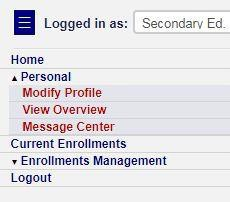 Logged in as: Secondary Ed.
Home
▲ Personal
Modify Profile
View Overview
Message Center
Current Enrollments
▼ Enrollments Management
Logout